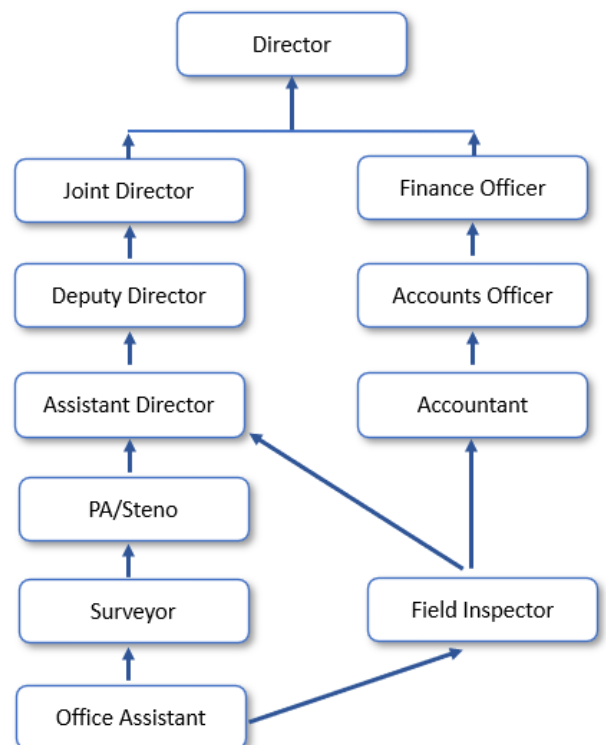 Director
Joint Director
Finance Officer
Deputy Director
Accounts Officer
Assistant Director
Accountant
PA/Steno
Surveyor
Field Inspector
Office Assistant